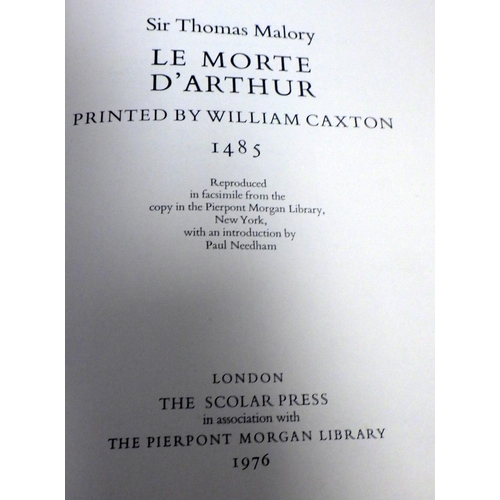 Sir Thomas Malory
LE MORTE
D'ARTHUR
PRINTED BY WILLIAM CAXTON
1485
Reproduced
in facsimile from the
copy in the Pierpont Morgan Library,
New York,
with an introduction by
Paul Needham
LONDON
THE SCOLAR PRESS
in association with
THE PIERPONT MORGAN LIBRARY
1976